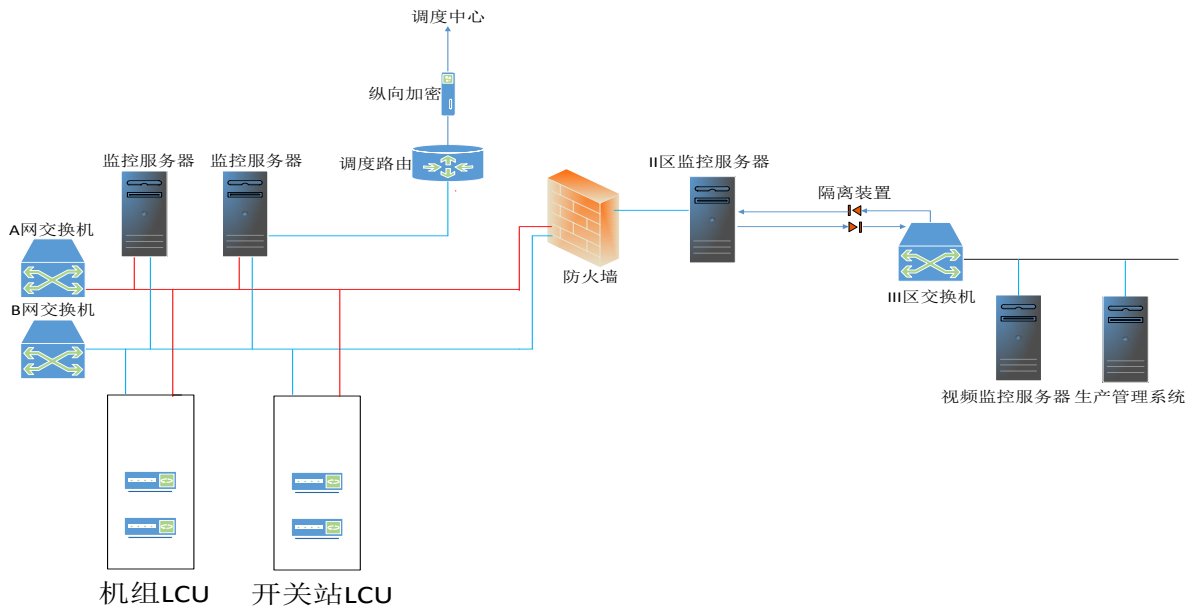 调度中心
纵向加密
调度路由
监控服务器
监控服务器
II区监控服务器
隔离装置
A网交换机
防火墙
III区交换机
B网交换机
视频监控服务器
生产管理系统
机组LCU
开关站LCU